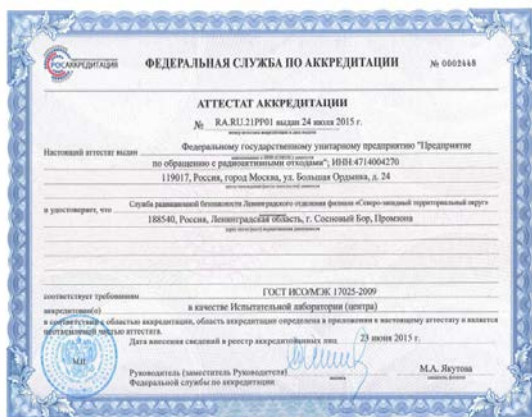 РОСАККРЕДИТАЦИЯ
ФЕДЕРАЛЬНАЯ СЛУЖБА ПО АККРЕДИТАЦИИ № 0002448
АТТЕСТАТ АККРЕДИТАЦИИ
№ RA.RU.21РР01 выдан 24 июля 2015 г.
Настоящий аттестат выдан Федеральному государственному унитарному предприятию "Предприятие
по обращению с радиоактивными отходами"; ИНН:4714004270
119017, Россия, город Москва, ул. Большая Ордынка, д. 24
и удостоверяет, что Служба радиационной безопасности Ленинградского отделения филиала «Северо-западный территориальный округ»
188540, Россия, Ленинградская область, г. Сосновый Бор, Промзона
соответствует требованиям ГОСТ ИСО/МЭК 17025-2009
аккредитован(о) в качестве Испытательной лаборатории (центра)
в соответствии с областью аккредитации, область аккредитации определена в приложении к настоящему аттестату и является
неотъемлемой частью аттестата.
Дата внесения сведений в реестр аккредитованных лиц 23 июня 2015 г.
М.П.
Руководитель (заместитель Руководителя) М.А. Якутова
Федеральной службы по аккредитации
подпись